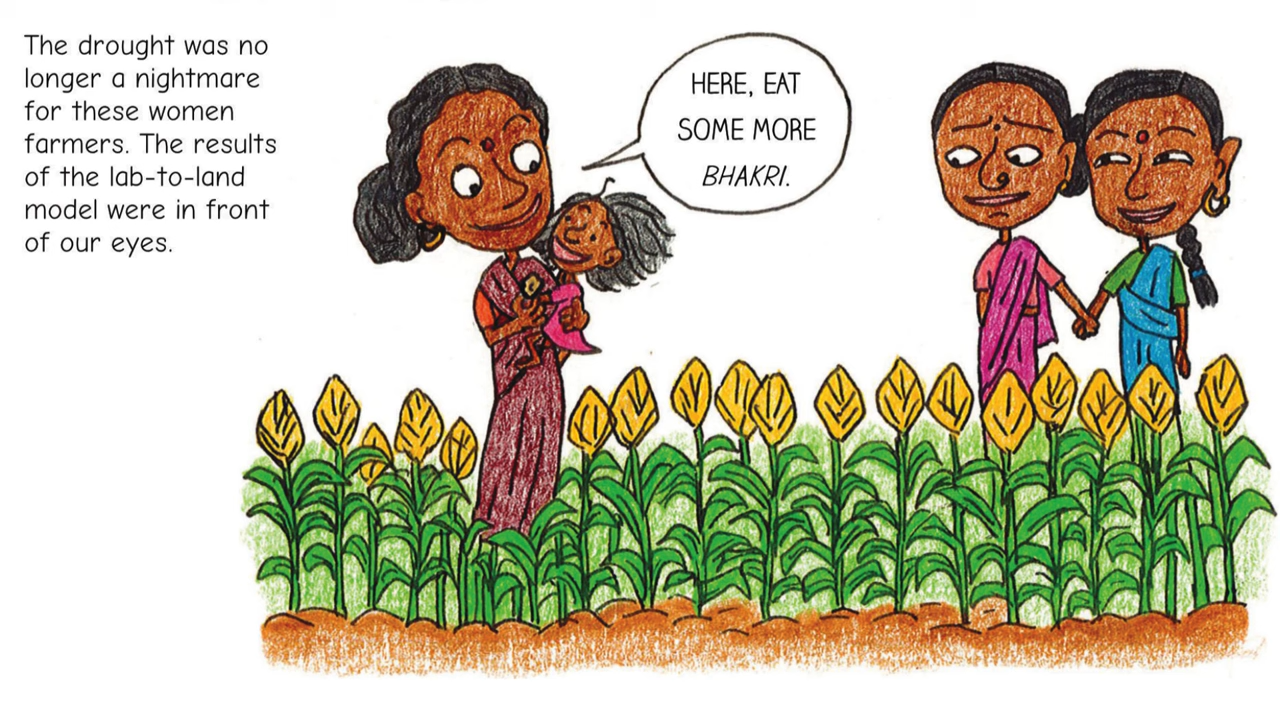 The drought was no
longer a nightmare
for these women
farmers. The results
of the lab-to-land
model were in front
of our eyes.
HERE, EAT
SOME MORE
BHAKRI.